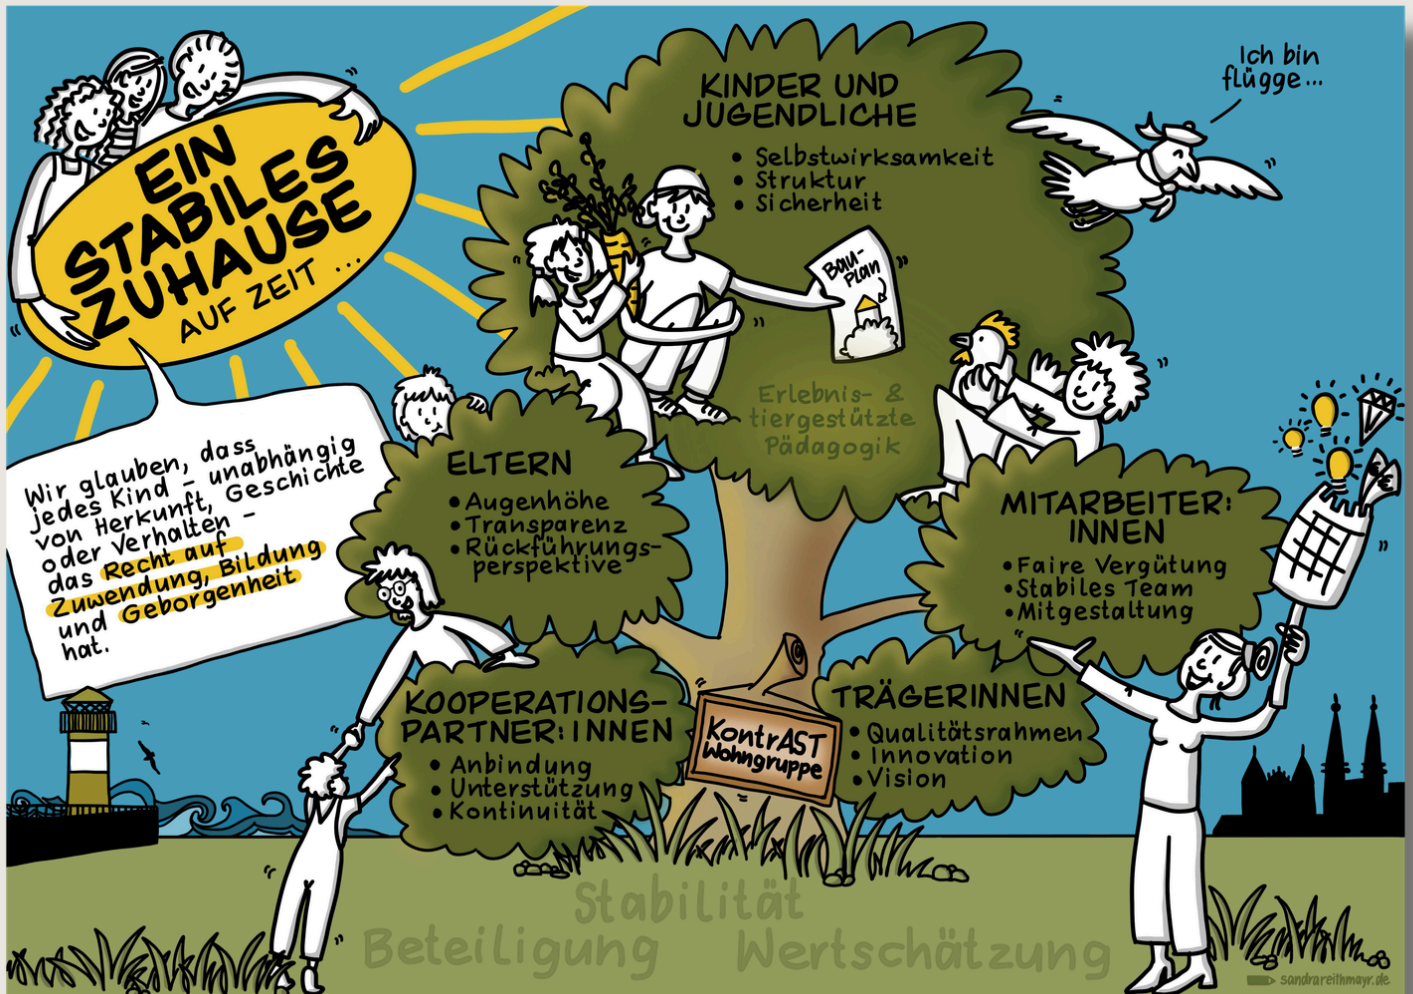 EIN
STABILES
ZUHAUSE
AUF ZEIT ...
Wir glauben, dass
jedes Kind - unabhängig
von Herkunft, Geschichte
oder Verhalten -
das Recht auf
Zuwendung, Bildung
und Geborgenheit
hat.
KINDER UND
JUGENDLICHE
• Selbstwirksamkeit
• Struktur
• Sicherheit
Ich bin
flügge...
Bau-
Plan
Erlebnis- &
tiergestützte
Pädagogik
ELTERN
• Augenhöhe
• Transparenz
• Rückführungs-
perspektive
MITARBEITER:
INNEN
• Faire Vergütung
• Stabiles Team
• Mitgestaltung
KOOPERATIONS-
PARTNER:INNEN
• Anbindung
• Unterstützung
• Kontinuität
KontrAST
Wohngruppe
TRÄGERINNEN
• Qualitätsrahmen
• Innovation
• Vision
Stabilität
Beteiligung Wertschätzung
sandrareithmayr.de